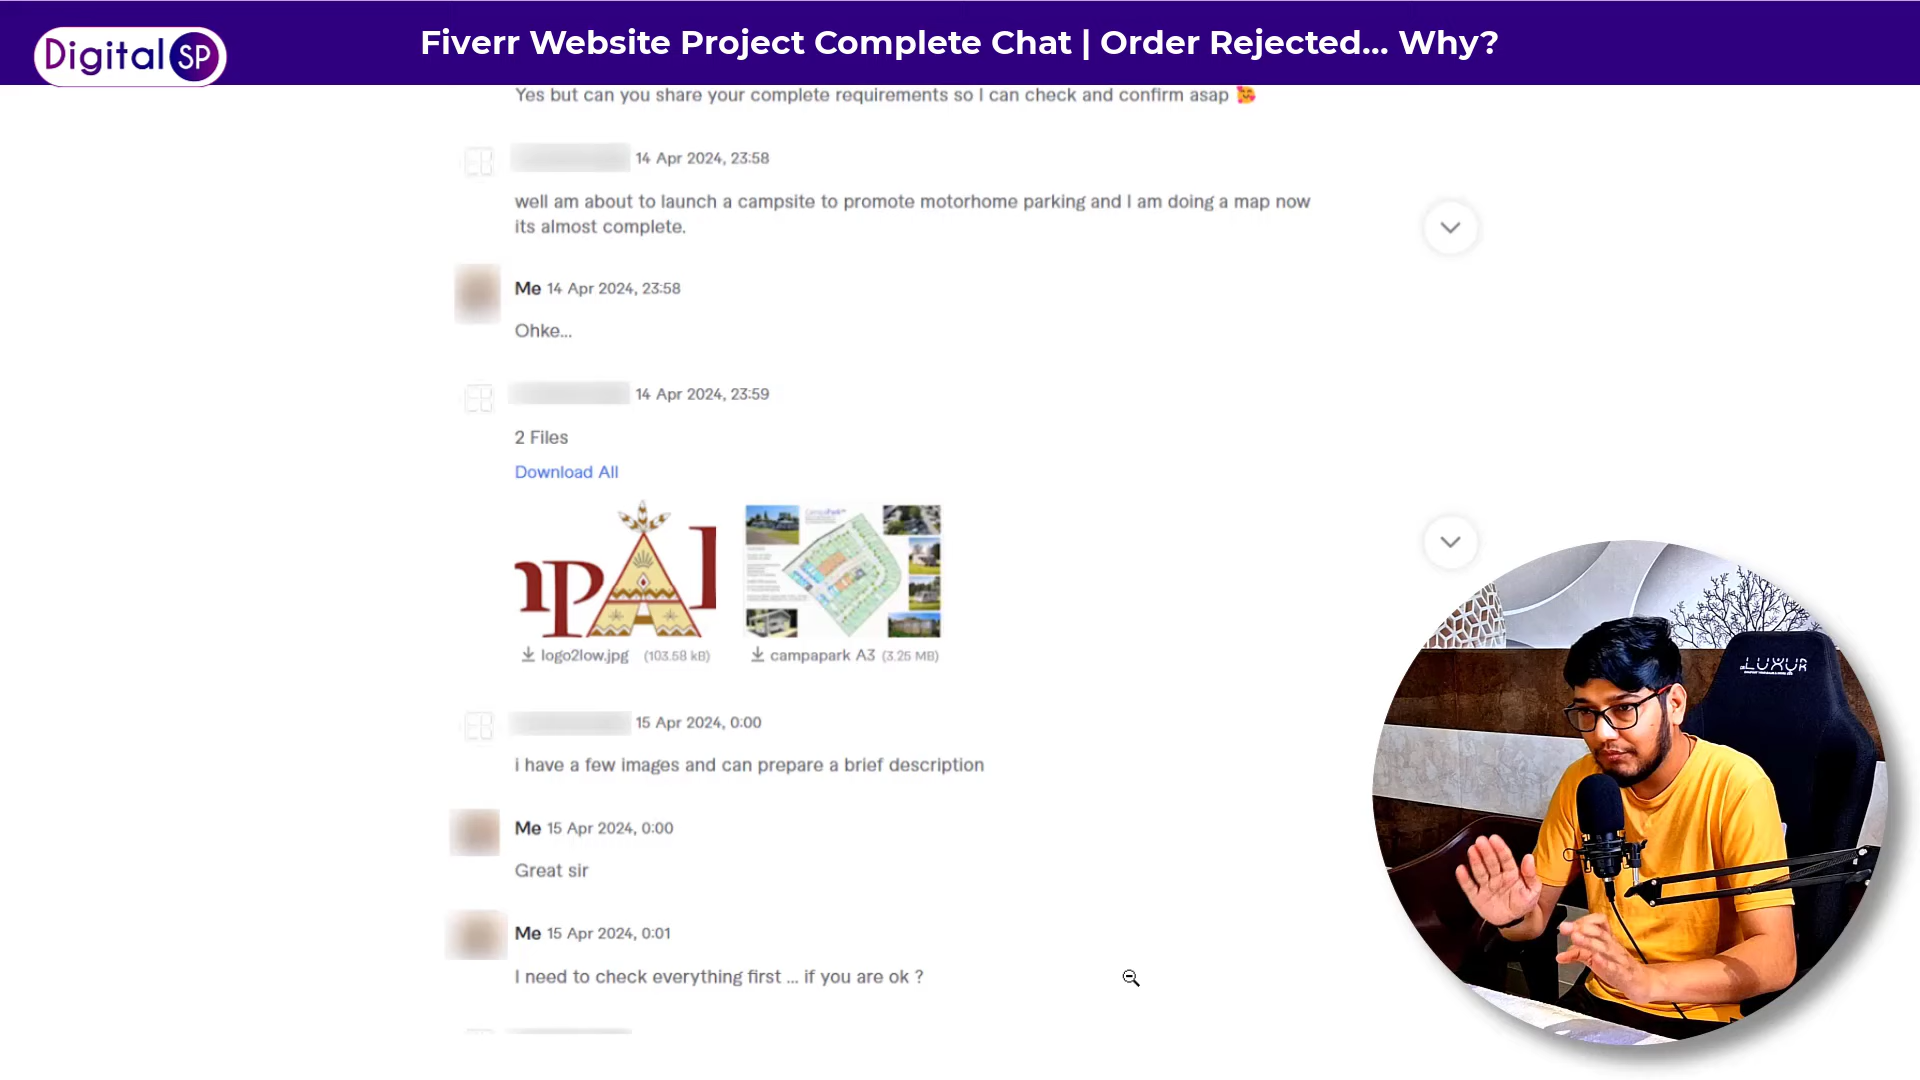 Digital SP
Fiverr Website Project Complete Chat | Order Rejected... Why?
Yes but can you share your complete requirements so I can check and confirm asap 🥰
14 Apr 2024, 23:58
well am about to launch a campsite to promote motorhome parking and I am doing a map now
its almost complete.
Me 14 Apr 2024, 23:58
Ohke...
14 Apr 2024, 23:59
2 Files
Download All
logo2low.jpg (103.58 kB)
campapark A3 (3.25 MB)
15 Apr 2024, 0:00
i have a few images and can prepare a brief description
Me 15 Apr 2024, 0:00
Great sir
Me 15 Apr 2024, 0:01
I need to check everything first ... if you are ok ?
LUXUR